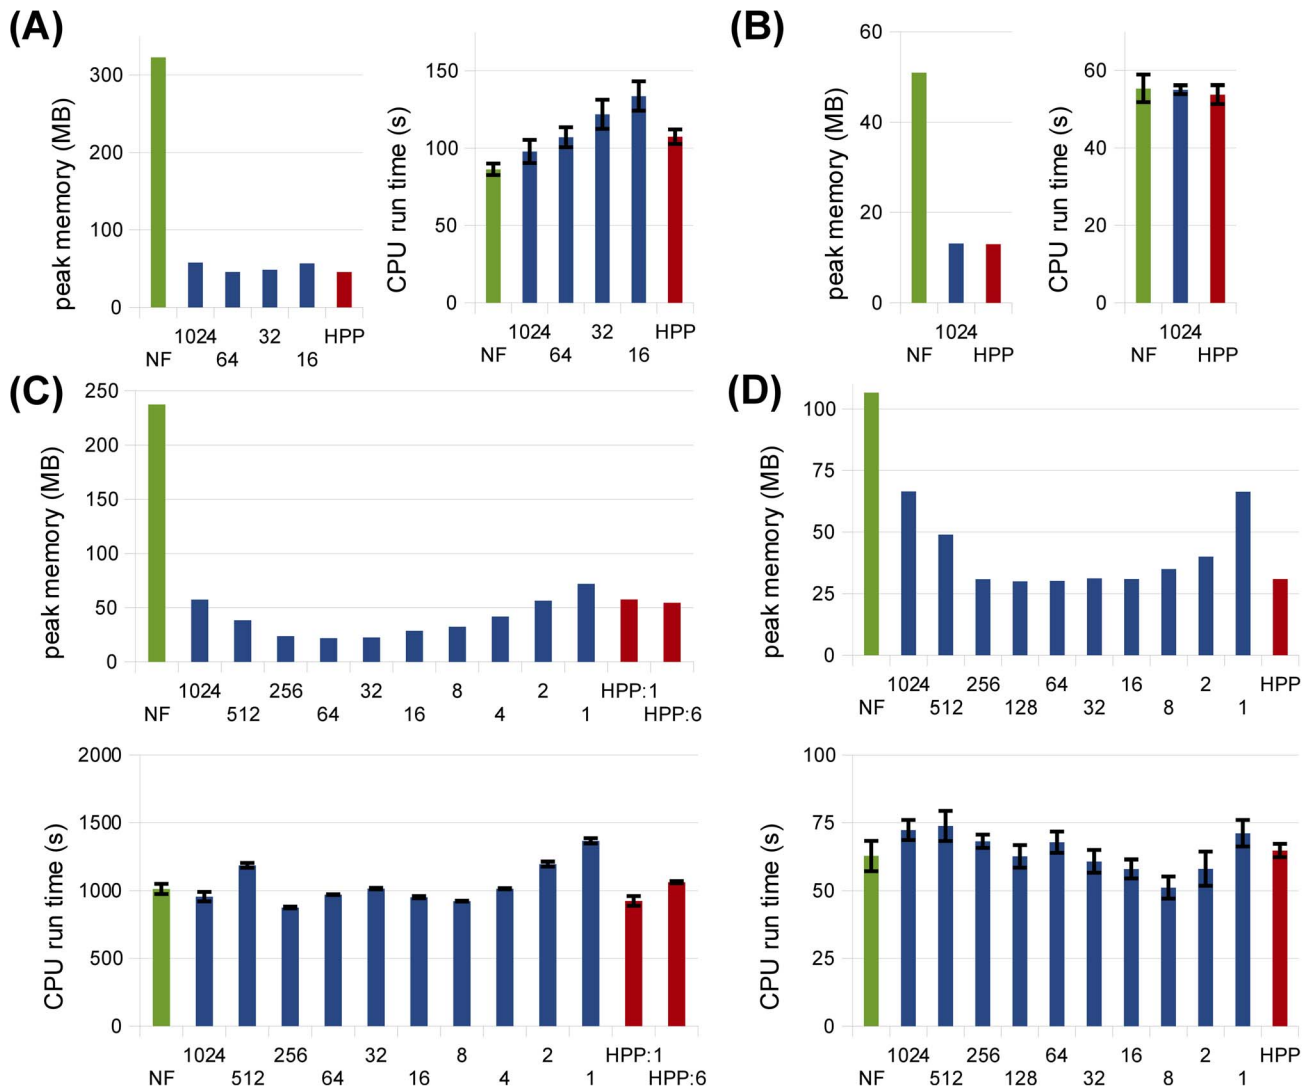 (A)
peak memory (MB)
300
200
100
0
1024 32 HPP
NF 64 16
CPU run time (s)
150
100
50
0
1024 32 HPP
NF 64 16
(B)
peak memory (MB)
60
40
20
0
1024
NF HPP
CPU run time (s)
60
40
20
0
1024
NF HPP
(C)
peak memory (MB)
250
200
150
100
50
0
1024 256 32 8 2 HPP:1
NF 512 64 16 4 1 HPP:6
CPU run time (s)
2000
1500
1000
500
0
1024 256 32 8 2 HPP:1
NF 512 64 16 4 1 HPP:6
(D)
peak memory (MB)
100
75
50
25
0
1024 256 64 16 2 HPP
NF 512 128 32 8 1
CPU run time (s)
100
75
50
25
0
1024 256 64 16 2 HPP
NF 512 128 32 8 1